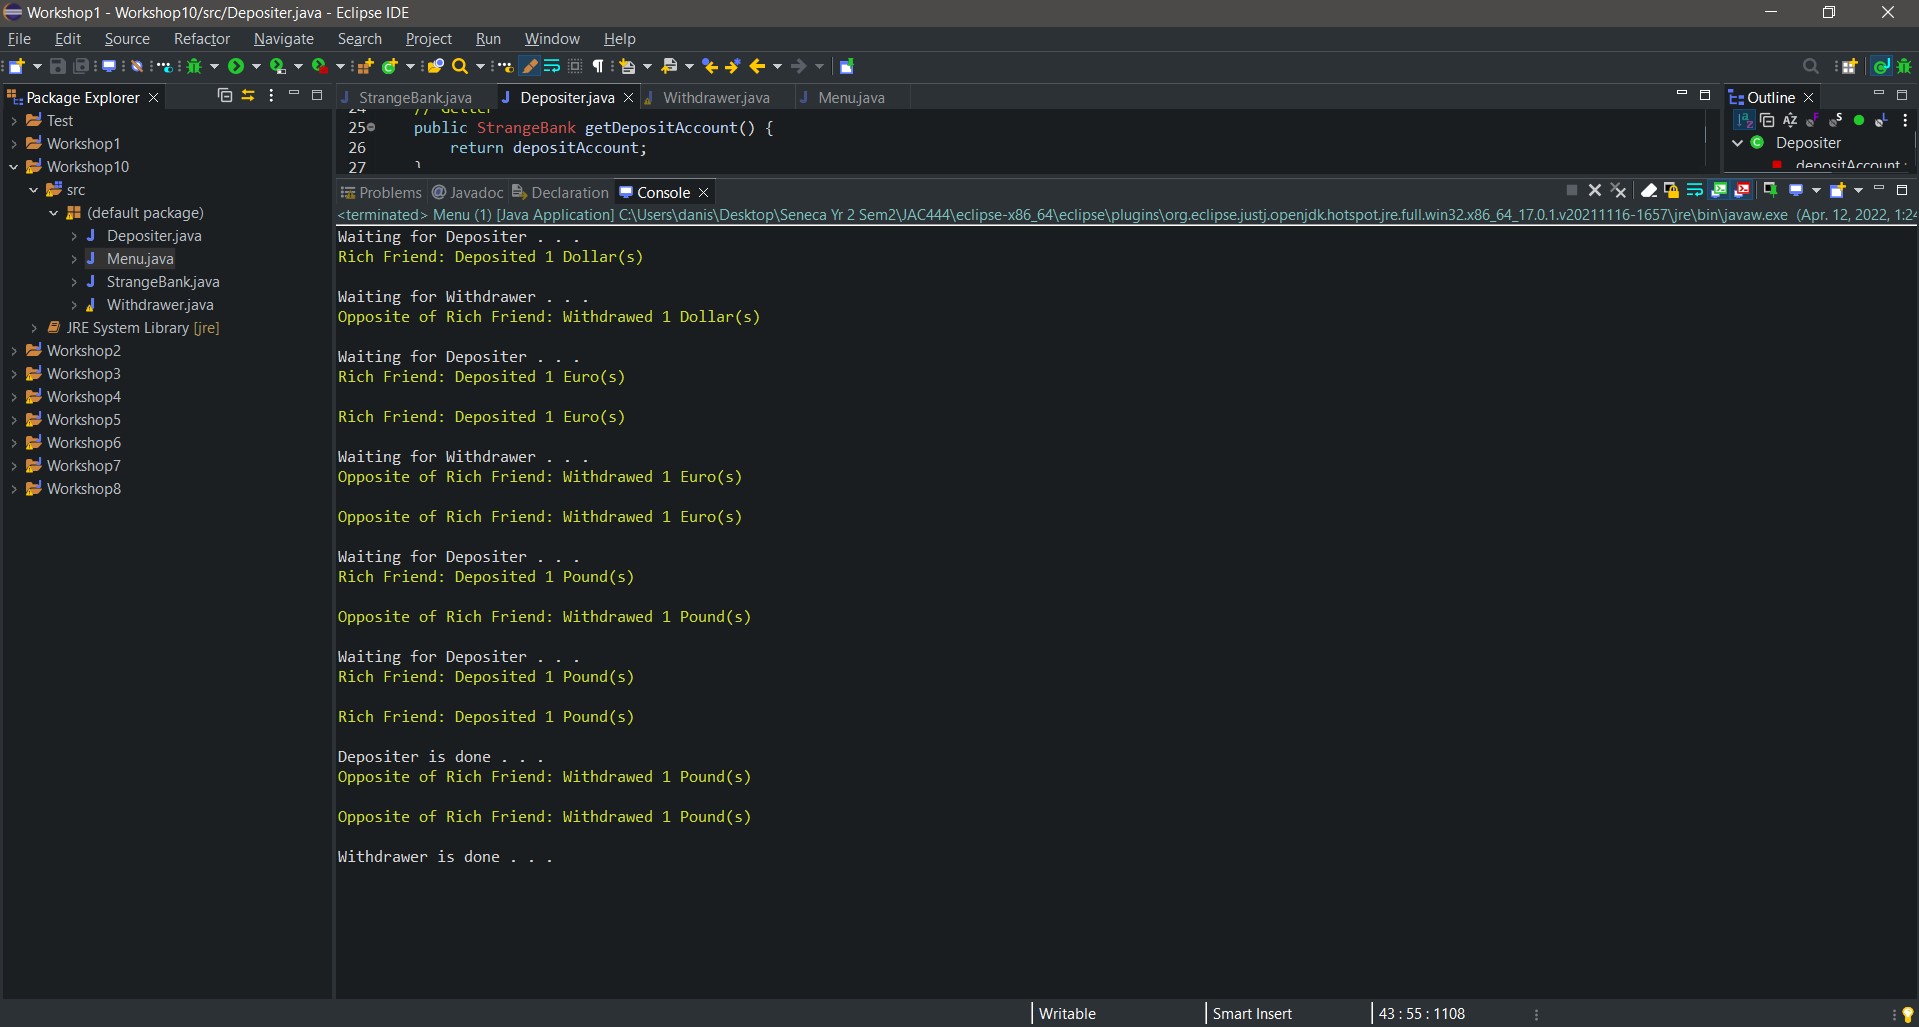 Workshop1 - Workshop10/src/Depositer.java - Eclipse IDE
File Edit Source Refactor Navigate Search Project Run Window Help
Package Explorer
Test
Workshop1
Workshop10
src
(default package)
Depositer.java
Menu.java
StrangeBank.java
Withdrawer.java
JRE System Library [jre]
Workshop2
Workshop3
Workshop4
Workshop5
Workshop6
Workshop7
Workshop8
StrangeBank.java Depositer.java Withdrawer.java Menu.java
24 // Getter
25 public StrangeBank getDepositAccount() {
26 return depositAccount;
27 }
Outline
Depositer
depositAccount :
Problems @ Javadoc Declaration Console
<terminated> Menu (1) [Java Application] C:\Users\danis\Desktop\Seneca Yr 2 Sem2\JAC444\eclipse-x86_64\eclipse\plugins\org.eclipse.justj.openjdk.hotspot.jre.full.win32.x86_64_17.0.1.v20211116-1657\jre\bin\javaw.exe (Apr. 12, 2022, 1:24
Waiting for Depositer . . .
Rich Friend: Deposited 1 Dollar(s)
Waiting for Withdrawer . . .
Opposite of Rich Friend: Withdrawed 1 Dollar(s)
Waiting for Depositer . . .
Rich Friend: Deposited 1 Euro(s)
Rich Friend: Deposited 1 Euro(s)
Waiting for Withdrawer . . .
Opposite of Rich Friend: Withdrawed 1 Euro(s)
Opposite of Rich Friend: Withdrawed 1 Euro(s)
Waiting for Depositer . . .
Rich Friend: Deposited 1 Pound(s)
Opposite of Rich Friend: Withdrawed 1 Pound(s)
Waiting for Depositer . . .
Rich Friend: Deposited 1 Pound(s)
Rich Friend: Deposited 1 Pound(s)
Depositer is done . . .
Opposite of Rich Friend: Withdrawed 1 Pound(s)
Opposite of Rich Friend: Withdrawed 1 Pound(s)
Withdrawer is done . . .
Writable Smart Insert 43 : 55 : 1108